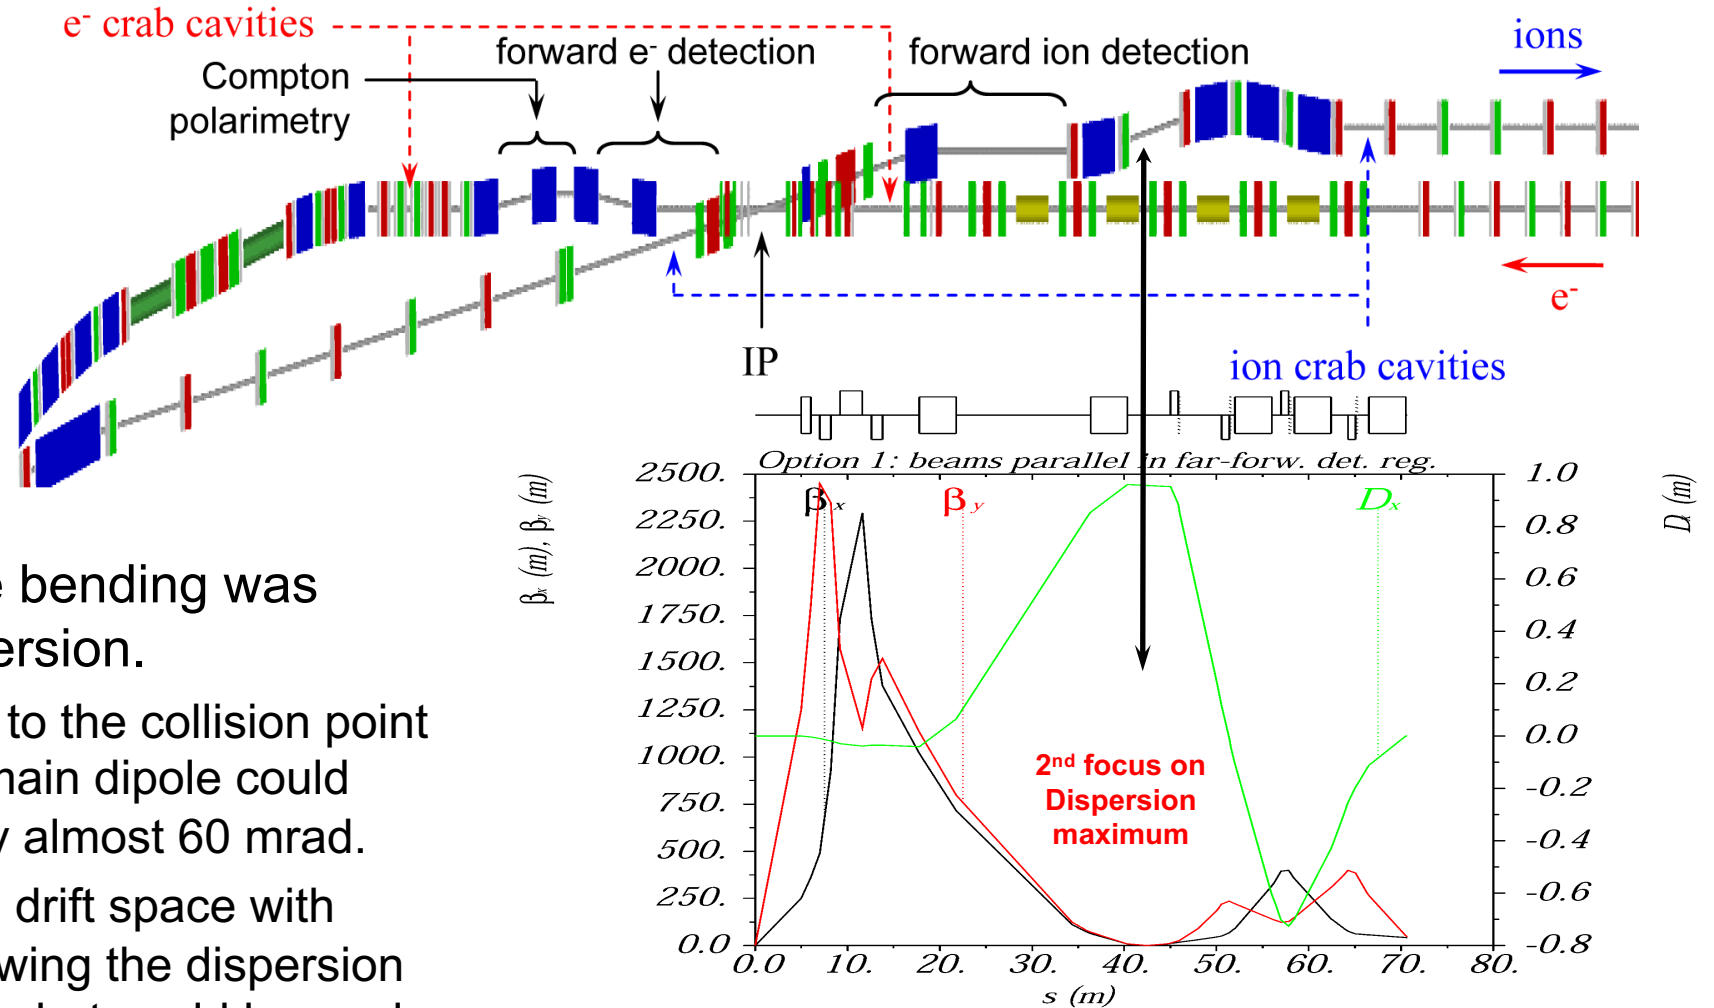 e- crab cavities
forward e- detection
forward ion detection
ions
Compton
polarimetry
e-
IP
ion crab cavities
Option 1: beams parallel in far-forw. det. reg.
βx (m), βy (m)
2500.
2250.
2000.
1750.
1500.
1250.
1000.
750.
500.
250.
0.0
βx
βy
Dx
1.0
0.8
0.6
0.4
0.2
0.0
-0.2
-0.4
-0.6
-0.8
D (m)
2nd focus on
Dispersion
maximum
0.0 10. 20. 30. 40. 50. 60. 70. 80.
s (m)
bending was
to the collision point
dipole could
almost 60 mrad.
drift space with
the dispersion